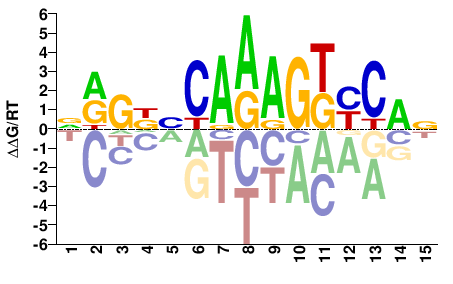 6
5
4
3
2
1
0
-1
-2
-3
-4
-5
-6
ΔΔG/RT
G A T
A G T C
G A T C
T G C
C A
C T A G
A G C T
A G C T
A G C T
G C A
T G A C
C T A
C T G A
A C G
G T
1 2 3 4 5 6 7 8 9 10 11 12 13 14 15